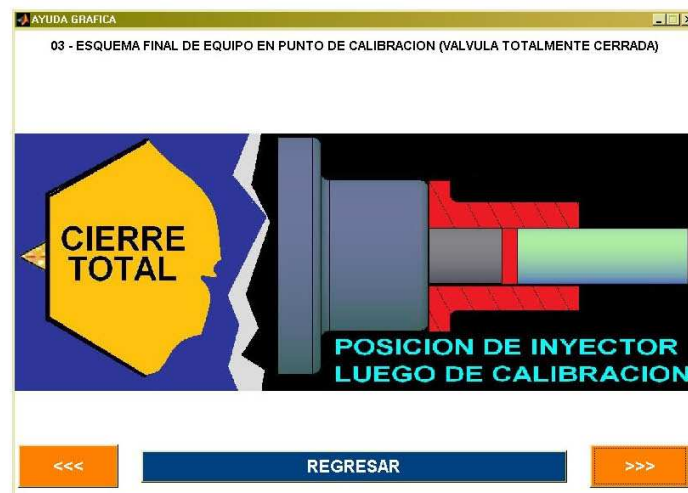 AYUDA GRAFICA
03 - ESQUEMA FINAL DE EQUIPO EN PUNTO DE CALIBRACION (VALVULA TOTALMENTE CERRADA)
CIERRE
TOTAL
POSICION DE INYECTOR
LUEGO DE CALIBRACION
<<<
REGRESAR
>>>